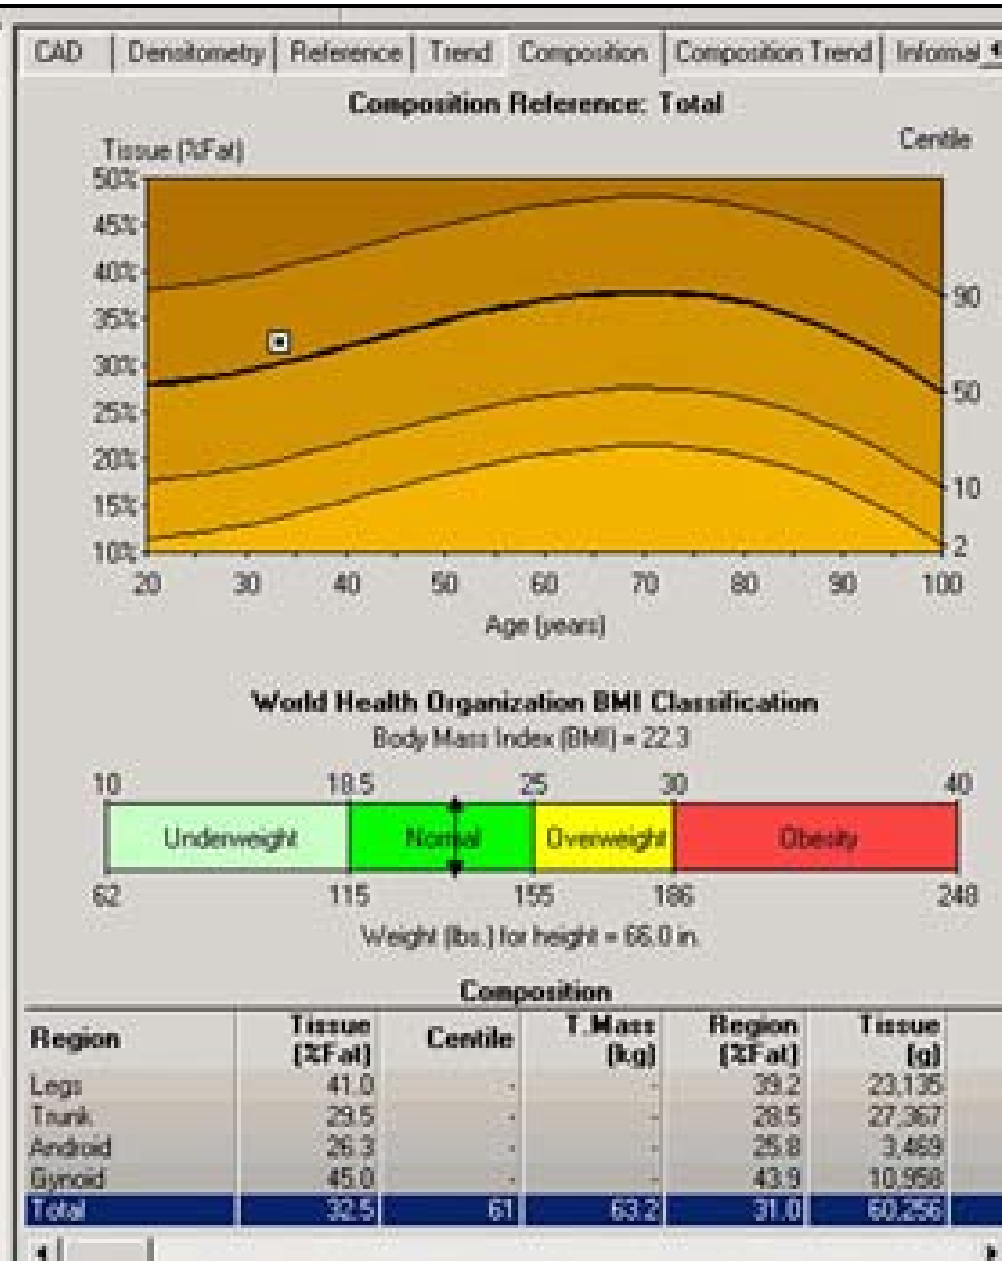 CAD Densitometry Reference Trend Composition Composition Trend Informat
Composition Reference: Total
Tissue (%Fat)
Centile
50%
45%
40%
35%
30%
25%
20%
15%
10%
90
50
10
2
20 30 40 50 60 70 80 90 100
Age (years)
World Health Organization BMI Classification
Body Mass Index (BMI) = 22.3
10 18.5 25 30 40
Underweight Normal Overweight Obesity
62 115 155 186 248
Weight (lbs.) for height = 66.0 in.
Composition
Region Tissue (%Fat) Centile T.Mass (kg) Region (%Fat) Tissue (g)
Legs 41.0 - - 39.2 23,135
Trunk 29.5 - - 28.5 27,367
Android 26.3 - - 25.8 3,469
Gynoid 45.0 - - 43.9 10,958
Total 32.5 61 63.2 31.0 60,256